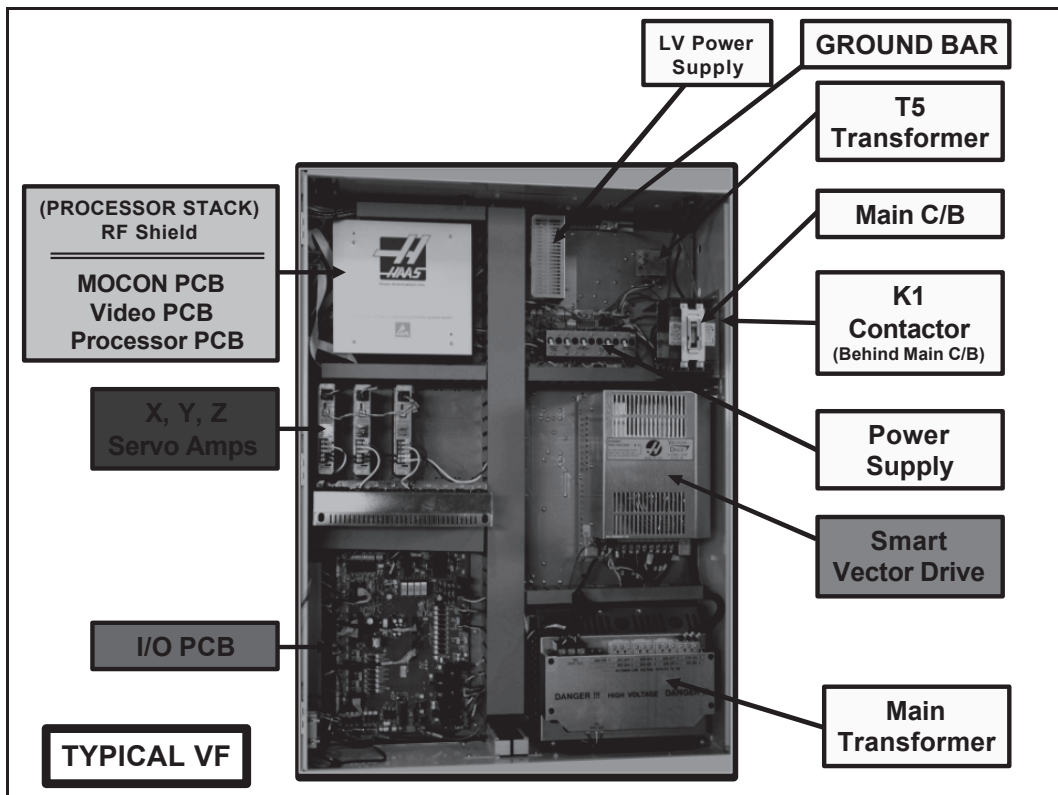 LV Power
Supply
GROUND BAR
T5
Transformer
(PROCESSOR STACK)
RF Shield
MOCON PCB
Video PCB
Processor PCB
Main C/B
K1
Contactor
(Behind Main C/B)
X, Y, Z
Servo Amps
Power
Supply
Smart
Vector Drive
I/O PCB
Main
Transformer
TYPICAL VF
HAAS
DANGER !!! HIGH VOLTAGE DANGER